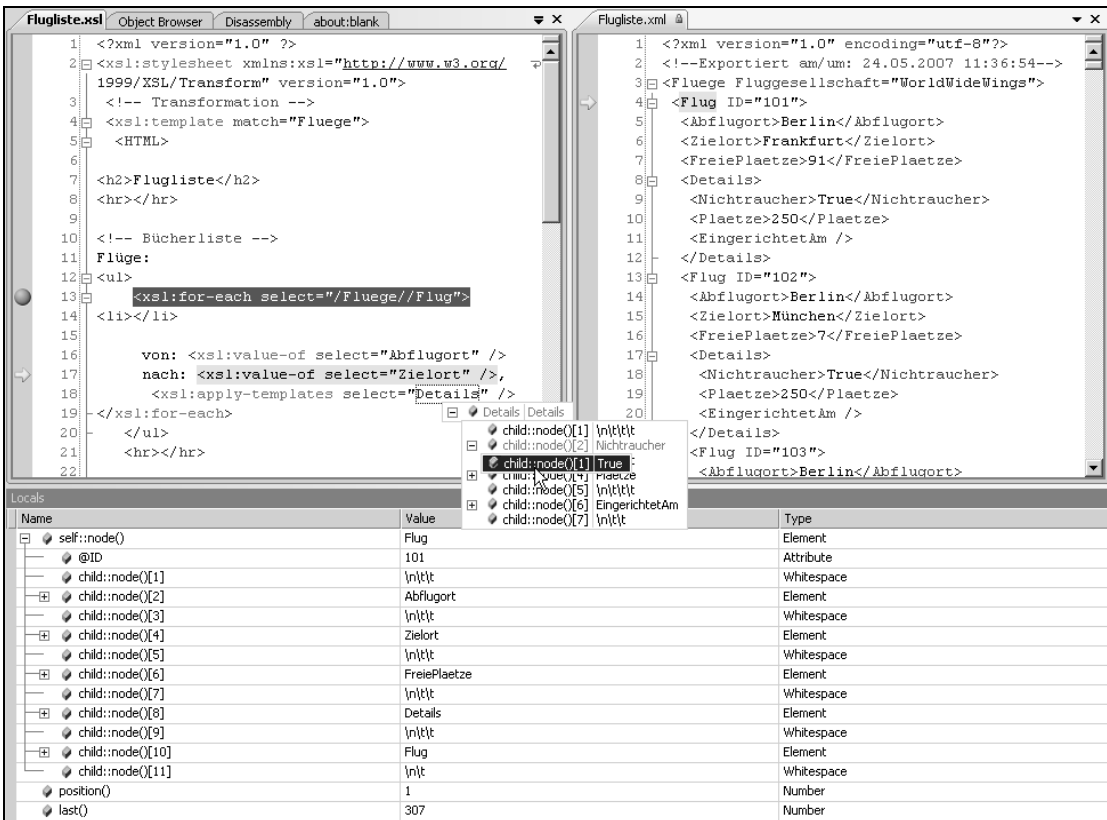 Flugliste.xsl Object Browser Disassembly about:blank
1 <?xml version="1.0" ?>
2 <xsl:stylesheet xmlns:xsl="http://www.w3.org/
1999/XSL/Transform" version="1.0">
3 <!-- Transformation -->
4 <xsl:template match="Fluege">
5 <HTML>
6
7 <h2>Flugliste</h2>
8 <hr></hr>
9
10 <!-- Bücherliste -->
11 Flüge:
12 <ul>
13 <xsl:for-each select="/Fluege//Flug">
14 <li></li>
15
16 von: <xsl:value-of select="Abflugort" />
17 nach: <xsl:value-of select="Zielort" />,
18 <xsl:apply-templates select="Details" />
19 </xsl:for-each>
20 </ul>
21 <hr></hr>
22
Flugliste.xml
1 <?xml version="1.0" encoding="utf-8"?>
2 <!--Exportiert am/um: 24.05.2007 11:36:54-->
3 <Fluege Fluggesellschaft="WorldWideWings">
4 <Flug ID="101">
5 <Abflugort>Berlin</Abflugort>
6 <Zielort>Frankfurt</Zielort>
7 <FreiePlaetze>91</FreiePlaetze>
8 <Details>
9 <Nichtraucher>True</Nichtraucher>
10 <Plaetze>250</Plaetze>
11 <EingerichtetAm />
12 </Details>
13 <Flug ID="102">
14 <Abflugort>Berlin</Abflugort>
15 <Zielort>München</Zielort>
16 <FreiePlaetze>7</FreiePlaetze>
17 <Details>
18 <Nichtraucher>True</Nichtraucher>
19 <Plaetze>250</Plaetze>
20 <EingerichtetAm />
</Details>
<Flug ID="103">
<Abflugort>Berlin</Abflugort>
Details Details
child::node()[1] \n\t\t\t
child::node()[2] Nichtraucher
child::node()[1] True
child::node()[4] Plaetze
child::node()[5] \n\t\t\t
child::node()[6] EingerichtetAm
child::node()[7] \n\t\t
Locals
Name Value Type
self::node() Flug Element
@ID 101 Attribute
child::node()[1] \n\t\t Whitespace
child::node()[2] Abflugort Element
child::node()[3] \n\t\t Whitespace
child::node()[4] Zielort Element
child::node()[5] \n\t\t Whitespace
child::node()[6] FreiePlaetze Element
child::node()[7] \n\t\t Whitespace
child::node()[8] Details Element
child::node()[9] \n\t\t Whitespace
child::node()[10] Flug Element
child::node()[11] \n\t Whitespace
position() 1 Number
last() 307 Number